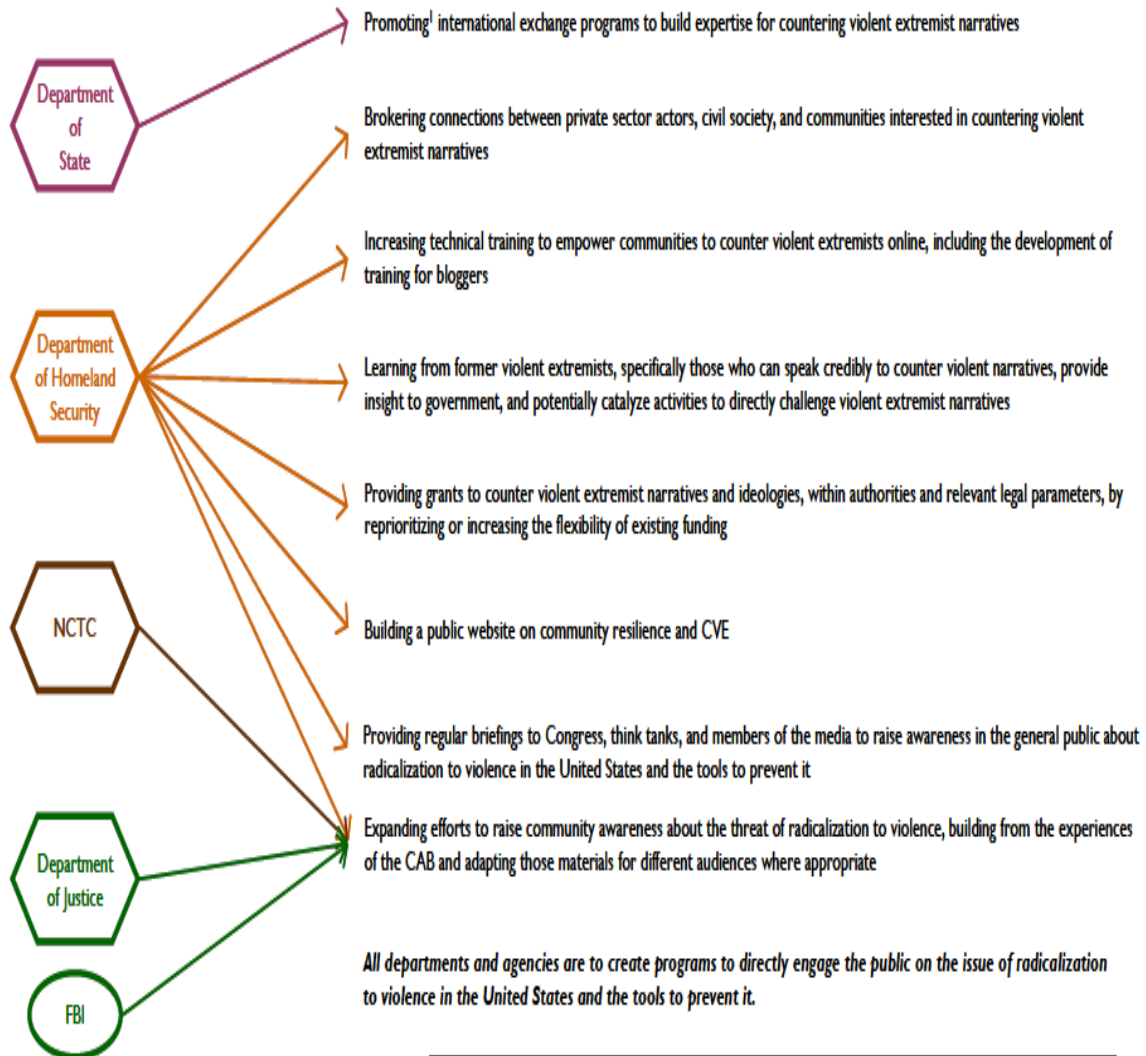 Promoting¹ international exchange programs to build expertise for countering violent extremist narratives
Department
of
State
Brokering connections between private sector actors, civil society, and communities interested in countering violent
extremist narratives
Increasing technical training to empower communities to counter violent extremists online, including the development of
training for bloggers
Department
of Homeland
Security
Learning from former violent extremists, specifically those who can speak credibly to counter violent narratives, provide
insight to government, and potentially catalyze activities to directly challenge violent extremist narratives
Providing grants to counter violent extremist narratives and ideologies, within authorities and relevant legal parameters, by
reprioritizing or increasing the flexibility of existing funding
NCTC
Building a public website on community resilience and CVE
Providing regular briefings to Congress, think tanks, and members of the media to raise awareness in the general public about
radicalization to violence in the United States and the tools to prevent it
Expanding efforts to raise community awareness about the threat of radicalization to violence, building from the experiences
of the CAB and adapting those materials for different audiences where appropriate
Department
of Justice
All departments and agencies are to create programs to directly engage the public on the issue of radicalization
to violence in the United States and the tools to prevent it.
FBI